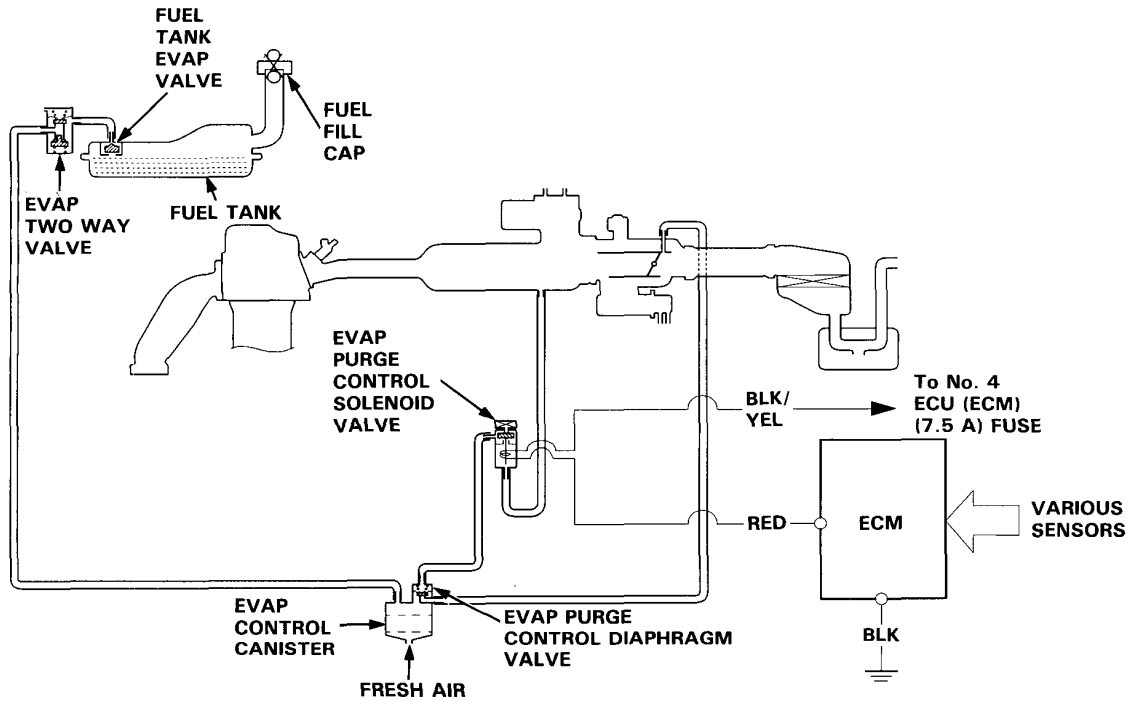 FUEL
TANK
EVAP
VALVE
FUEL
FILL
CAP
EVAP
TWO WAY
VALVE
FUEL TANK
EVAP
PURGE
CONTROL
SOLENOID
VALVE
BLK/
YEL
To No. 4
ECU (ECM)
(7.5 A) FUSE
RED
ECM
VARIOUS
SENSORS
BLK
EVAP
CONTROL
CANISTER
EVAP PURGE
CONTROL DIAPHRAGM
VALVE
FRESH AIR